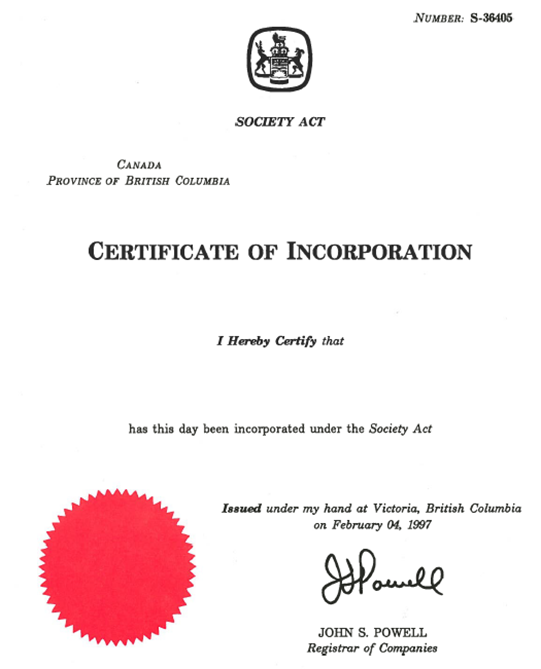 NUMBER: S-36405
SOCIETY ACT
CANADA
PROVINCE OF BRITISH COLUMBIA
CERTIFICATE OF INCORPORATION
I Hereby Certify that
has this day been incorporated under the Society Act
Issued under my hand at Victoria, British Columbia
on February 04, 1997
JSPowell
JOHN S. POWELL
Registrar of Companies